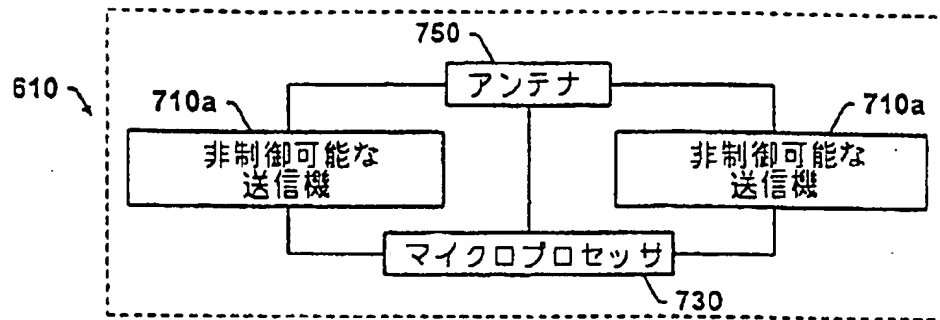 750
アンテナ
610
710a
710a
非制御可能な
送信機
非制御可能な
送信機
マイクロプロセッサ
730